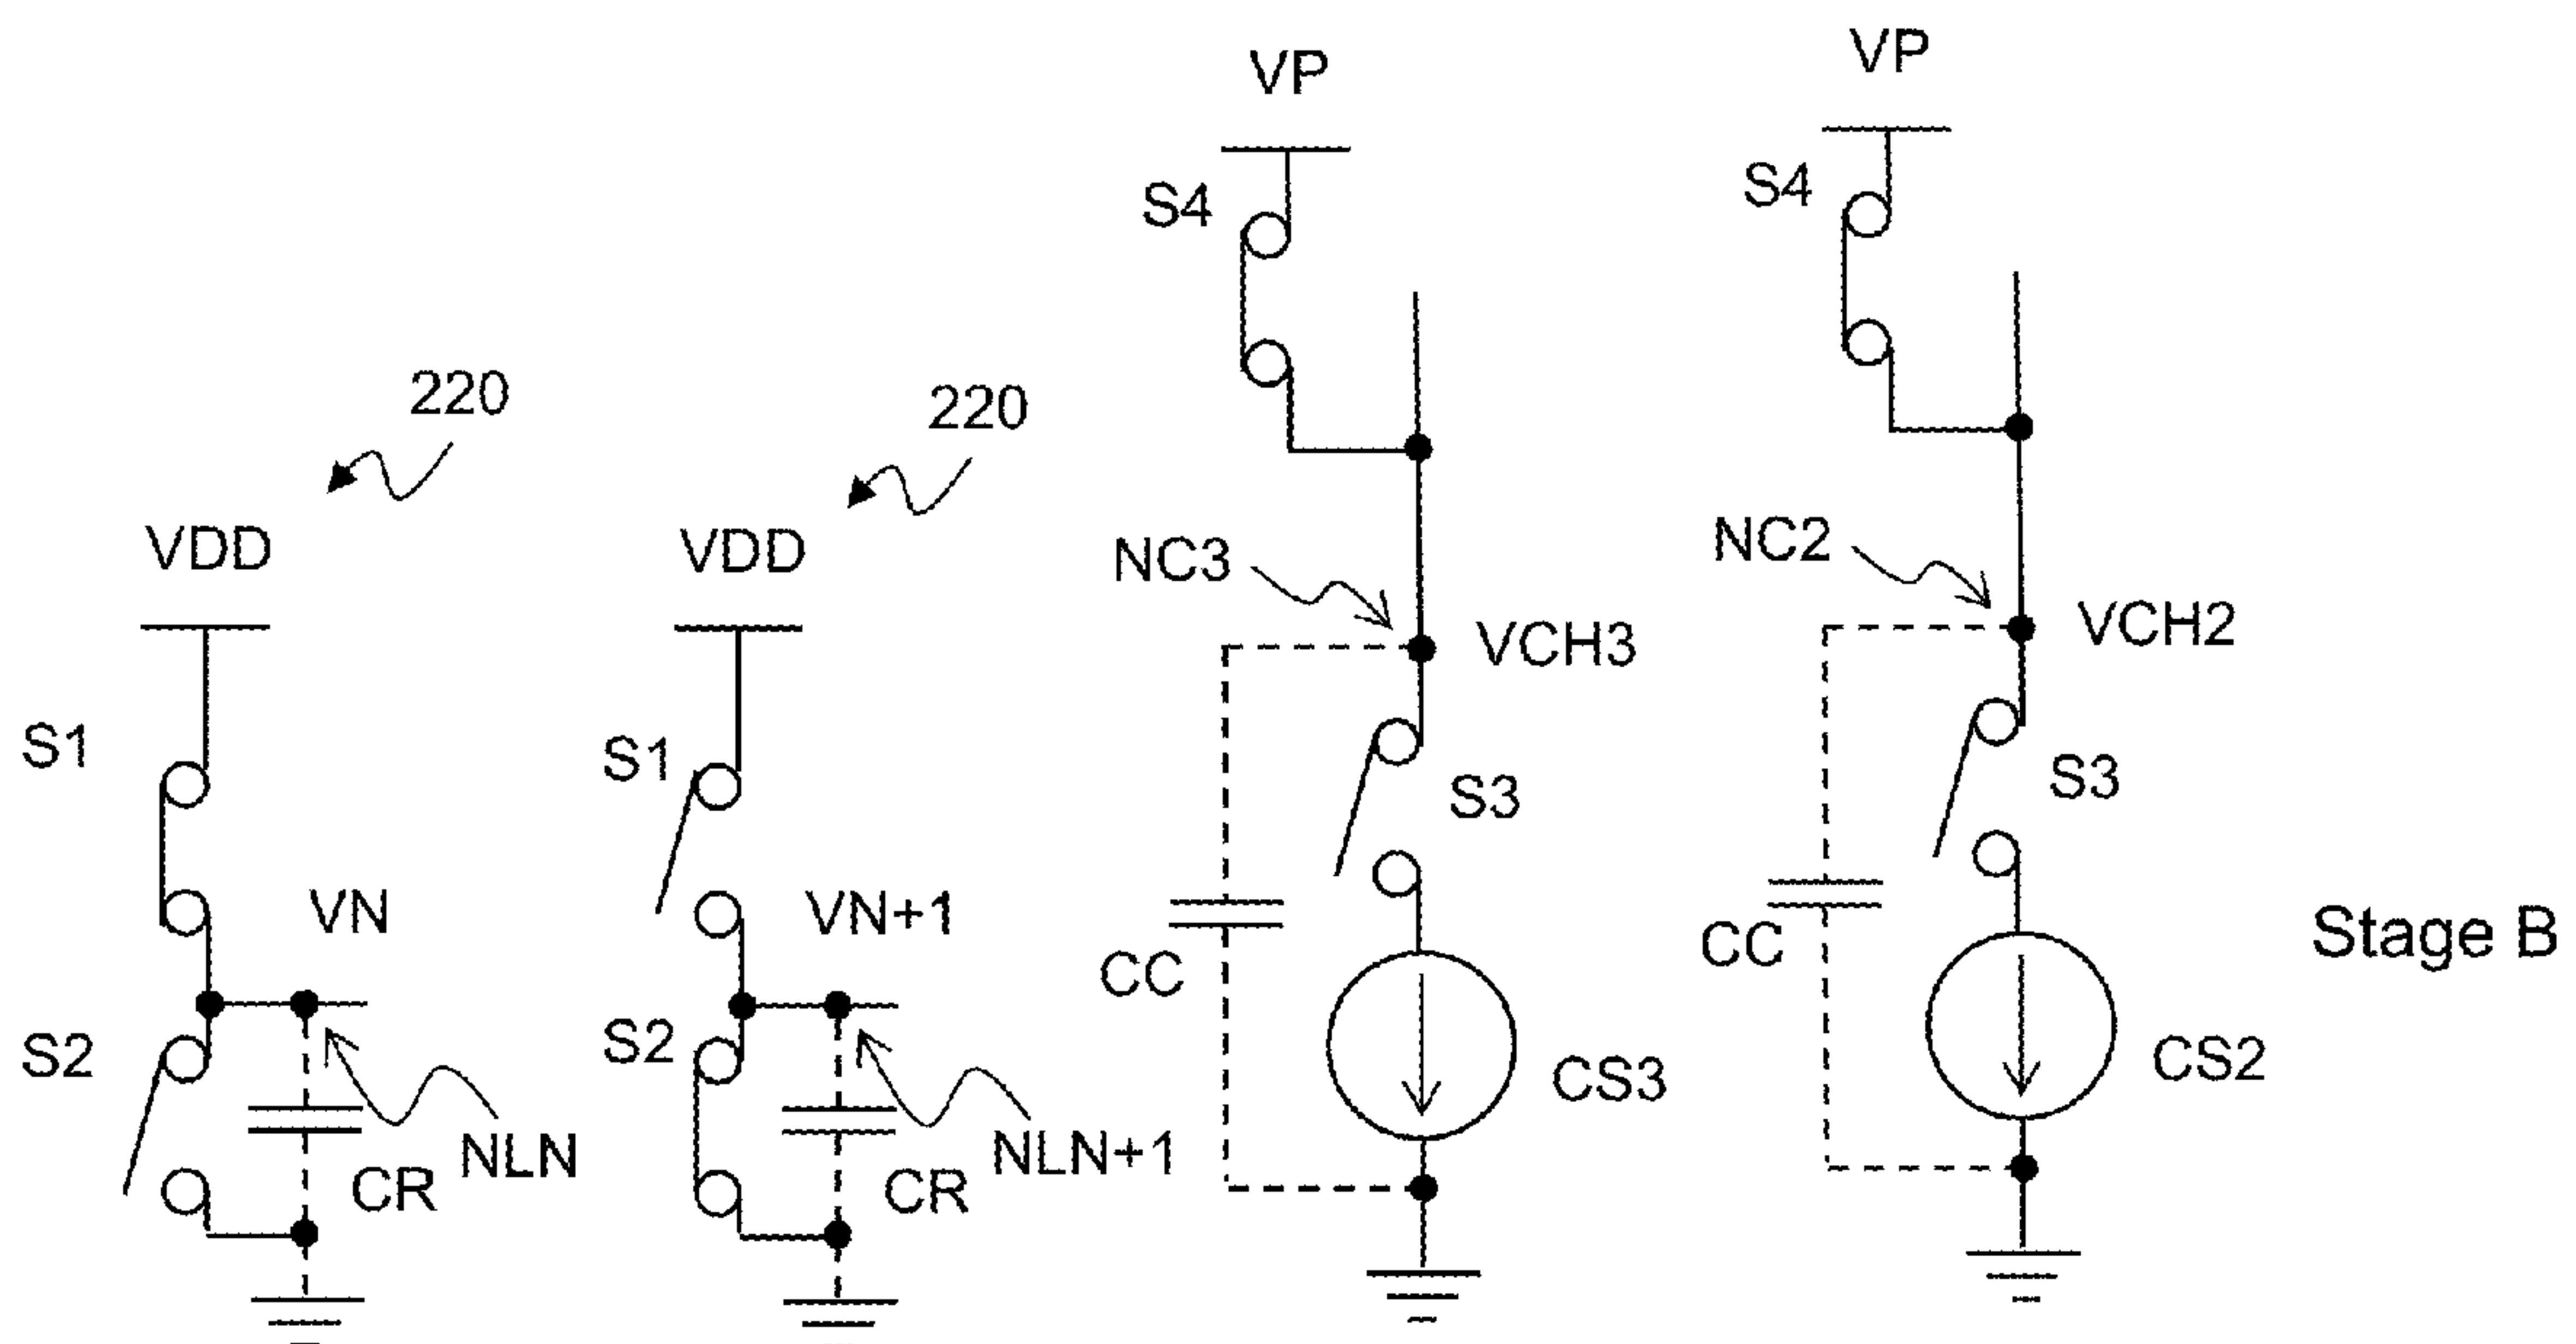 VP
VP
S4
S4
220
220
VDD
VDD
NC3
NC2
VCH3
VCH2
S1
S1
S3
S3
VN
VN+1
CC
CC
Stage B
S2
S2
CS3
CS2
NLN
NLN+1
CR
CR